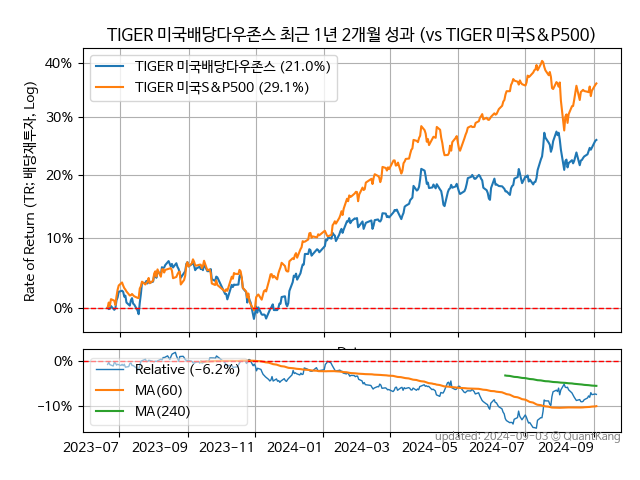 TIGER 미국배당다우존스 최근 1년 2개월 성과 (vs TIGER 미국S&P500)
Rate of Return (TR: 배당재투자, Log)
40%
30%
20%
10%
0%
TIGER 미국배당다우존스 (21.0%)
TIGER 미국S&P500 (29.1%)
0%
−10%
Relative (−6.2%)
MA(60)
MA(240)
2023-07
2023-09
2023-11
2024-01
2024-03
2024-05
2024-07
2024-09
updated: 2024-09-03 © QuantKang